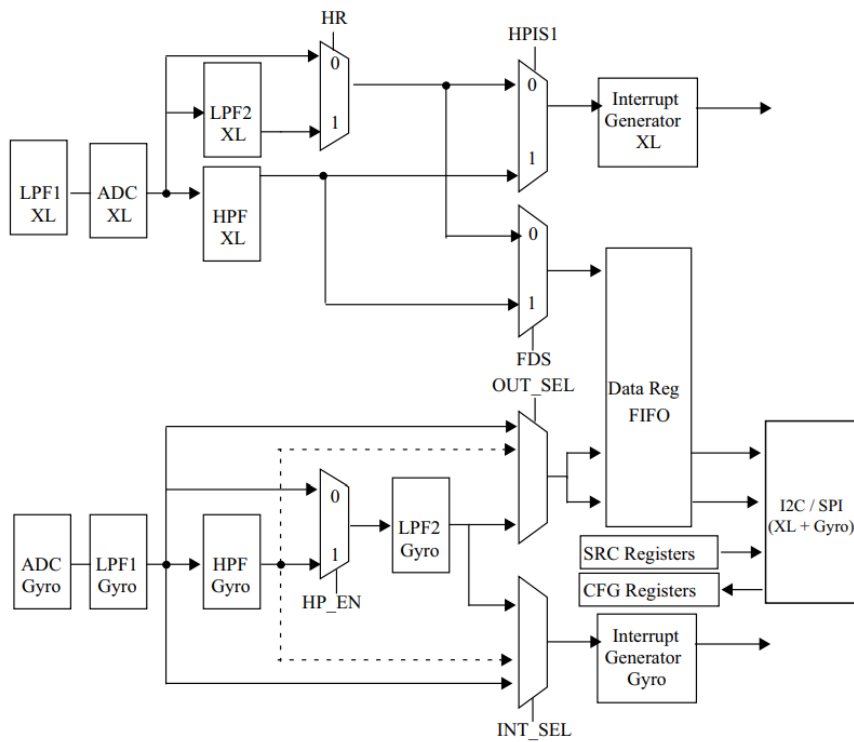 HR
HPIS1
0
LPF2
XL
1
0
Interrupt
Generator
XL
1
LPF1
XL
ADC
XL
HPF
XL
0
1
FDS
OUT_SEL
Data Reg
FIFO
0
LPF2
Gyro
1
I2C / SPI
(XL + Gyro)
ADC
Gyro
LPF1
Gyro
HPF
Gyro
HP_EN
SRC Registers
CFG Registers
Interrupt
Generator
Gyro
INT_SEL